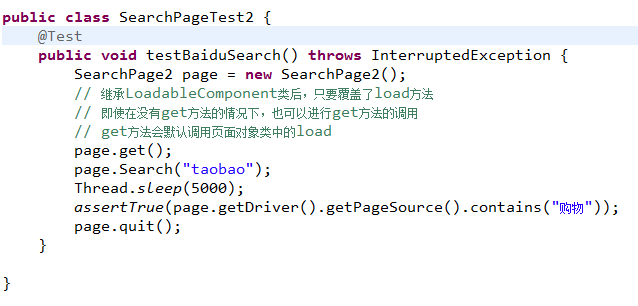 public class SearchPageTest2 {
    @Test
    public void testBaiduSearch() throws InterruptedException {
        SearchPage2 page = new SearchPage2();
        // 继承LoadableComponent类后，只要覆盖了load方法
        // 即使在没有get方法的情况下，也可以进行get方法的调用
        // get方法会默认调用页面对象类中的load
        page.get();
        page.Search("taobao");
        Thread.sleep(5000);
        assertTrue(page.getDriver().getPageSource().contains("购物"));
        page.quit();
    }
}